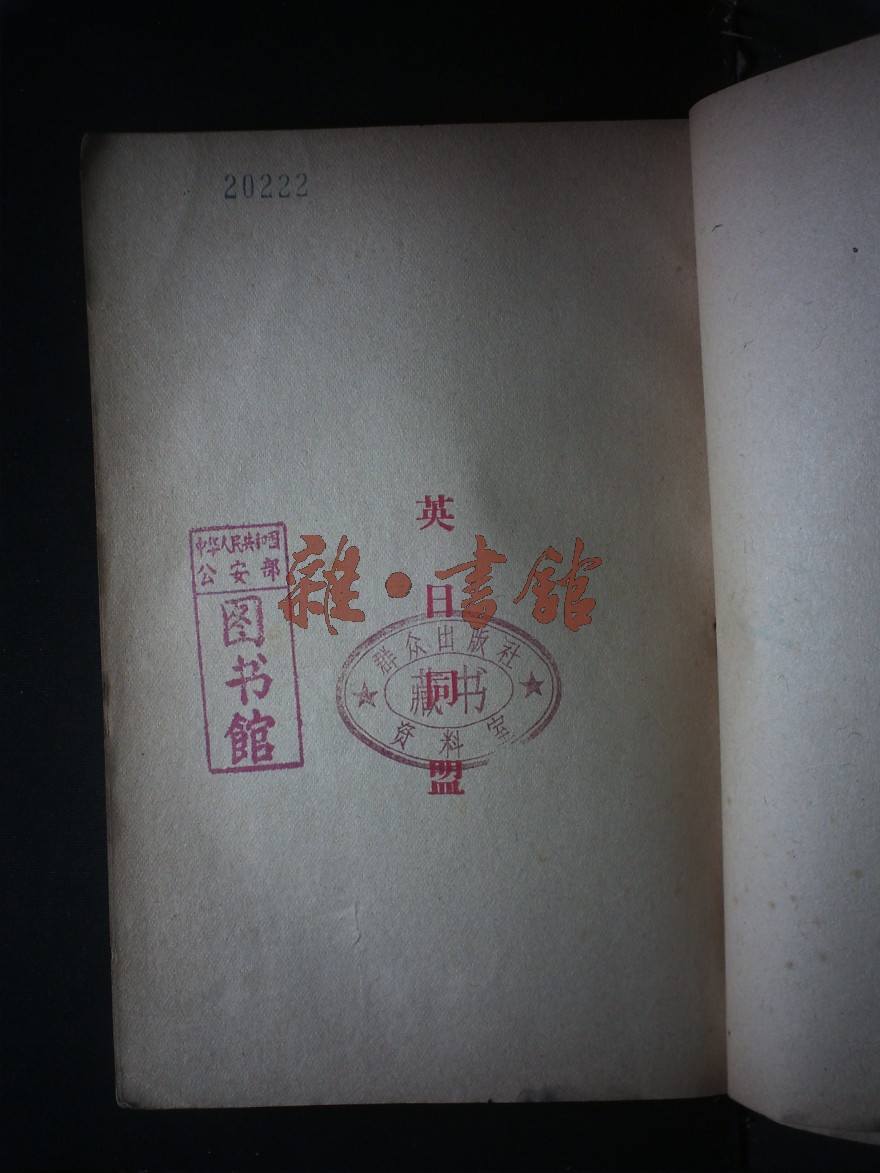 20222
英日同盟
中华人民共和国
公安部
图书馆
雜·書館
群众出版社
藏书
资料室